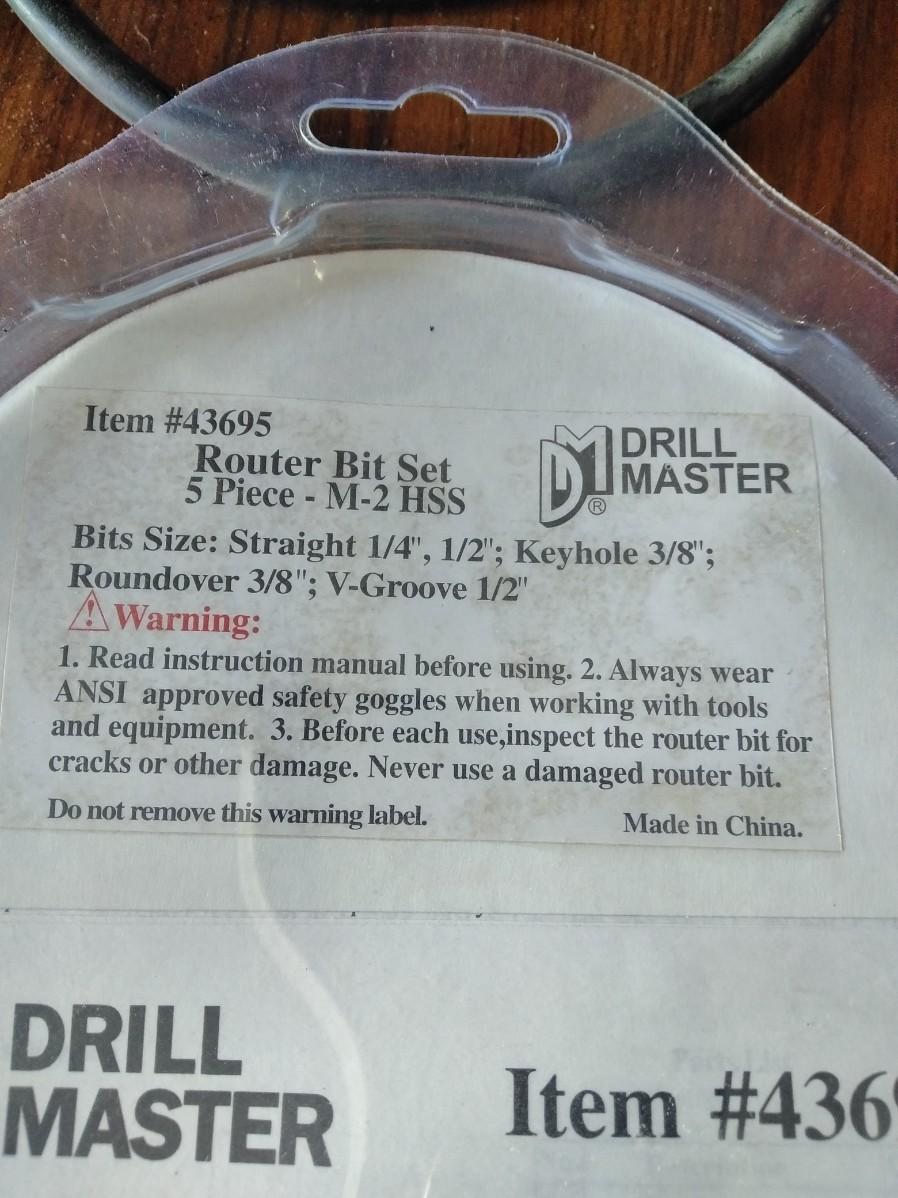 Item #43695
Router Bit Set
5 Piece - M-2 HSS
DM® DRILL
MASTER
Bits Size: Straight 1/4", 1/2"; Keyhole 3/8";
Roundover 3/8"; V-Groove 1/2"
Warning:
1. Read instruction manual before using. 2. Always wear
ANSI approved safety goggles when working with tools
and equipment. 3. Before each use,inspect the router bit for
cracks or other damage. Never use a damaged router bit.
Do not remove this warning label. Made in China.
DRILL
MASTER
Item #436